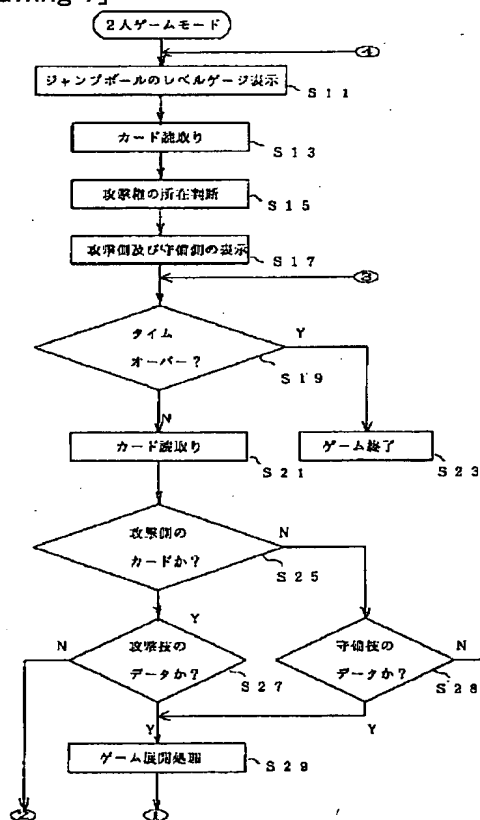 2人ゲームモード
④
ジャンプボールのレベルゲージ表示
S11
カード読取り
S13
攻撃権の所在判断
S15
攻撃側及び守備側の表示
S17
③
タイム
オーバー?
Y
S19
N
カード読取り
S21
ゲーム終了
S23
攻撃側の
カードか?
N
S25
Y
N
攻撃技の
データか?
S27
守備技の
データか?
N
S28
Y
Y
ゲーム展開処理
S29
②
①